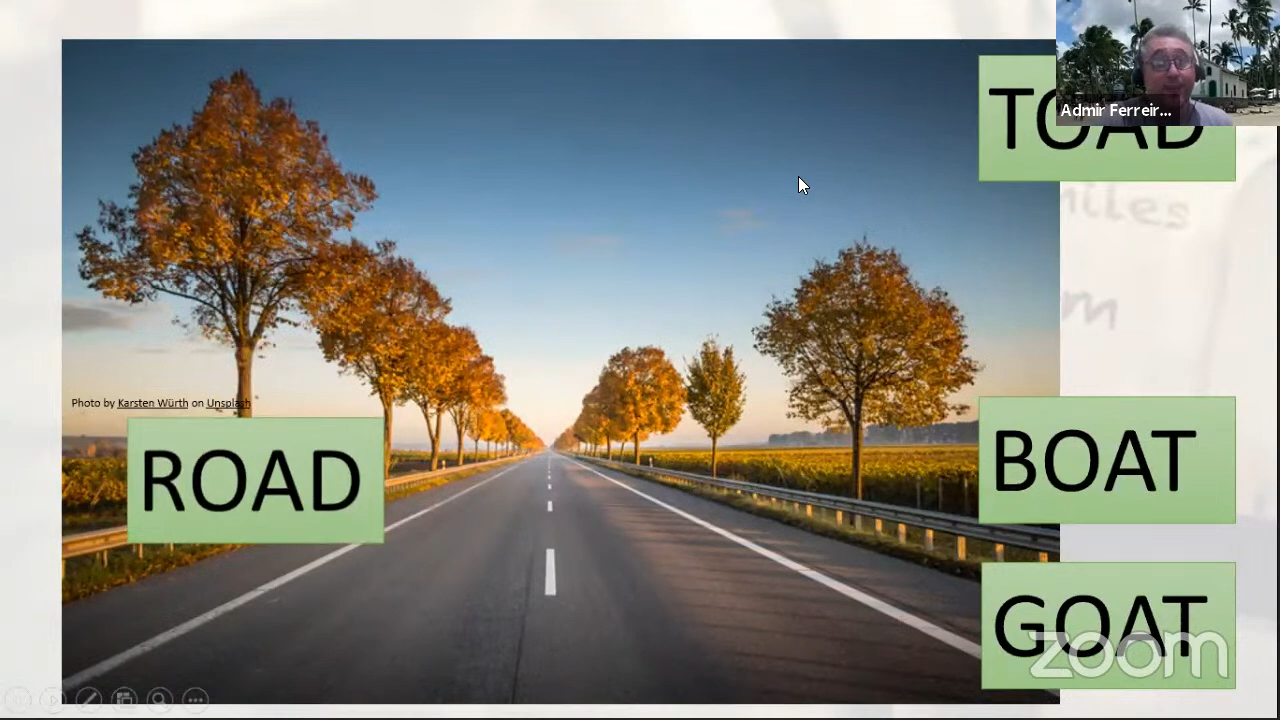 Admir Ferreir...
TOAD
Photo by Karsten Würth on Unsplash
ROAD
BOAT
GOAT
zoom